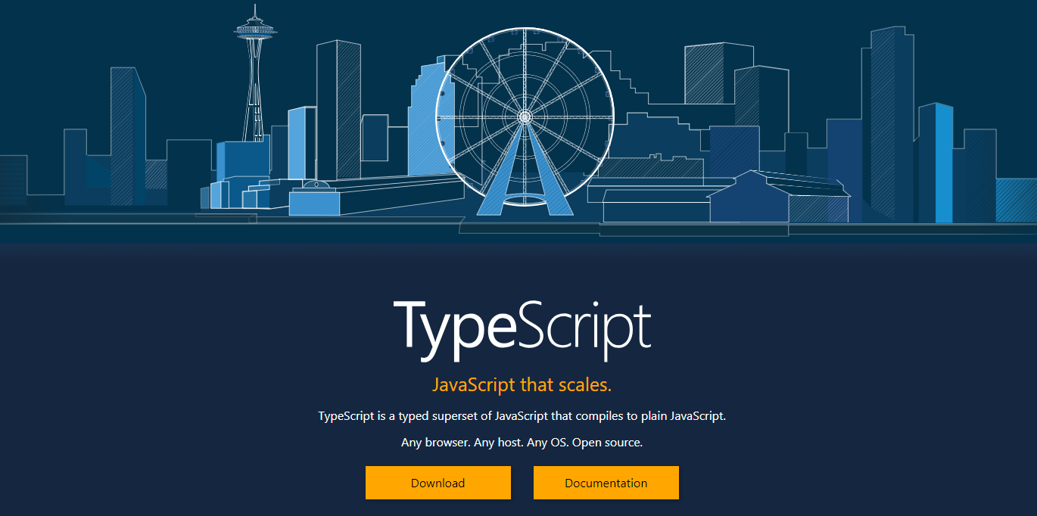 TypeScript
JavaScript that scales.
TypeScript is a typed superset of JavaScript that compiles to plain JavaScript.
Any browser. Any host. Any OS. Open source.
Download
Documentation